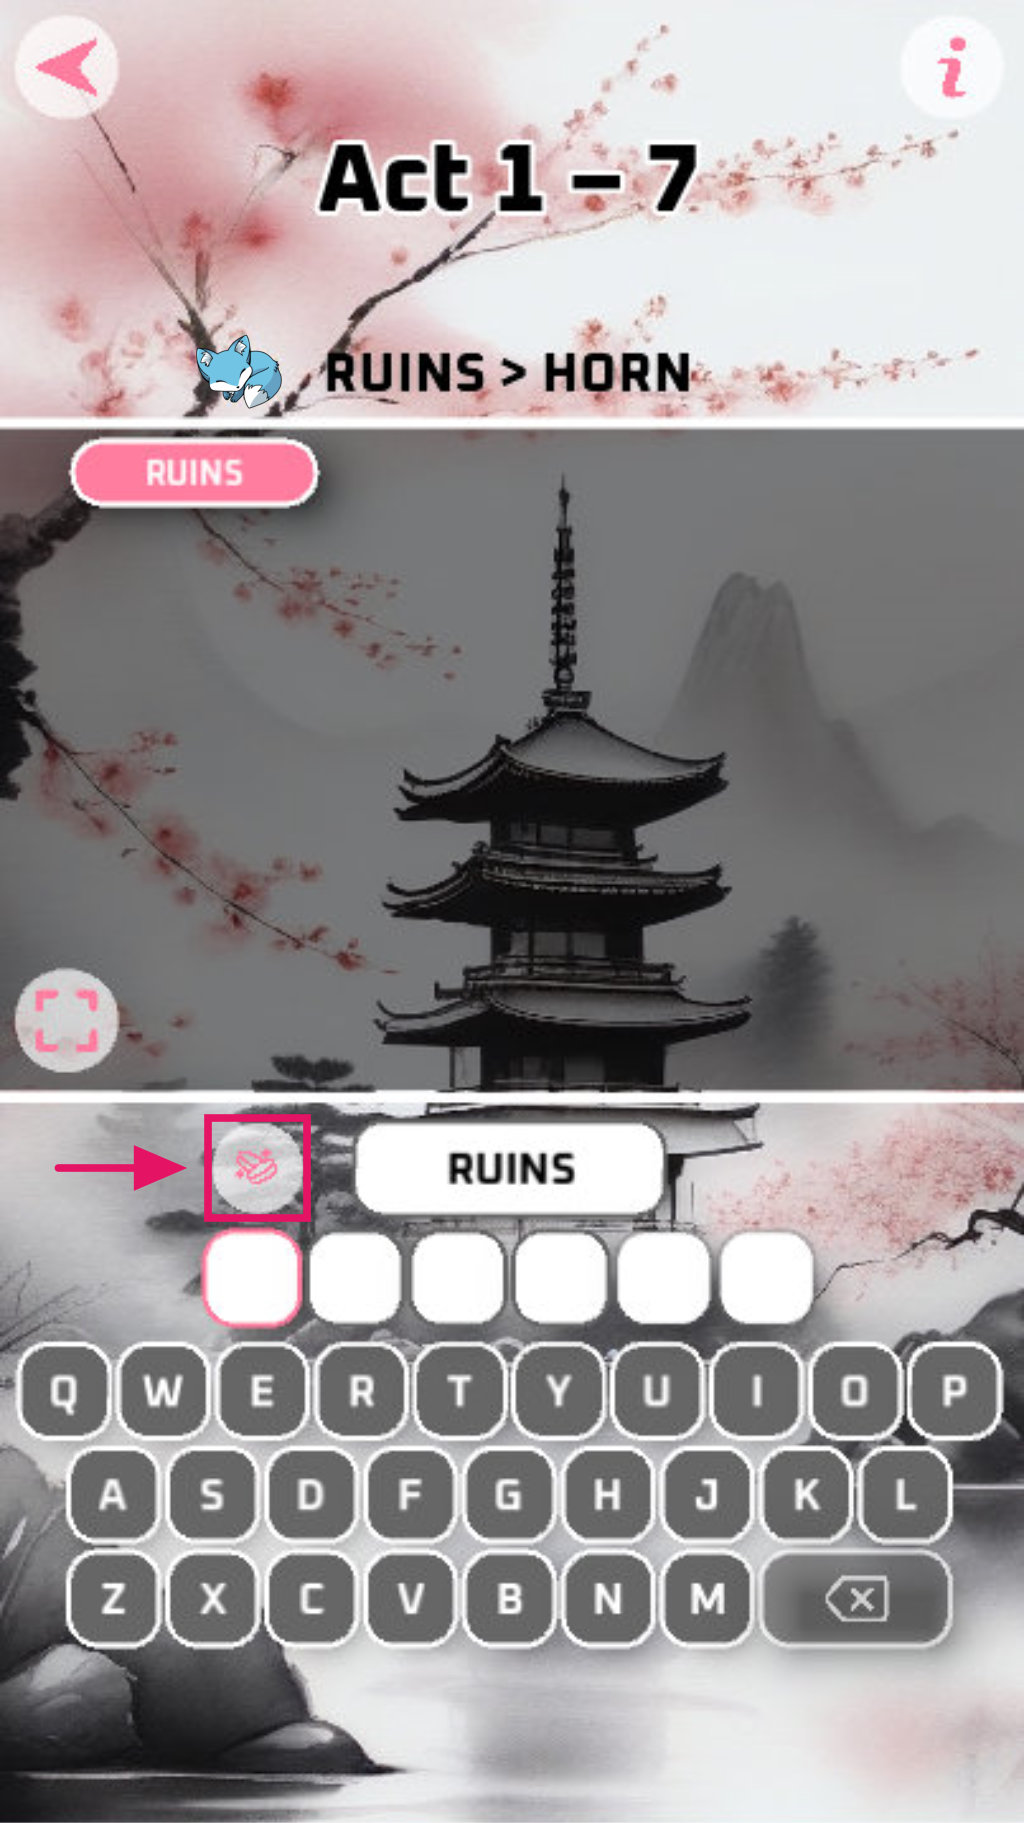 i
Act 1 – 7
RUINS > HORN
RUINS
RUINS
Q W E R T Y U I O P
A S D F G H J K L
Z X C V B N M